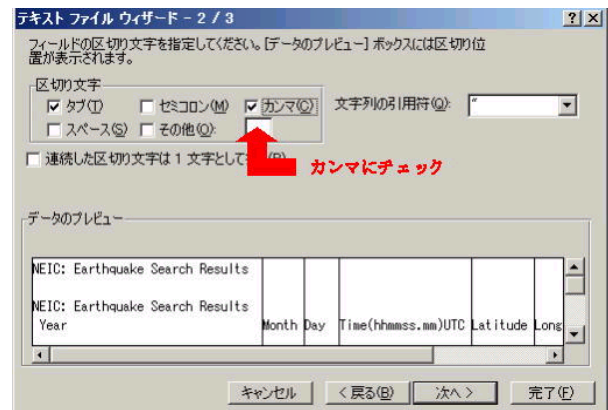 テキスト ファイル ウィザード - 2 / 3
フィールドの区切り文字を指定してください。[データのプレビュー] ボックスには区切り位
置が表示されます。
区切り文字
タブ(T) セミコロン(M) カンマ(C) 文字列の引用符(Q): "
スペース(S) その他(O):
連続した区切り文字は 1 文字として
カンマにチェック
データのプレビュー
NEIC: Earthquake Search Results
NEIC: Earthquake Search Results
Year Month Day Time(hhmmss.mm)UTC Latitude Long
キャンセル < 戻る(B) 次へ > 完了(F)